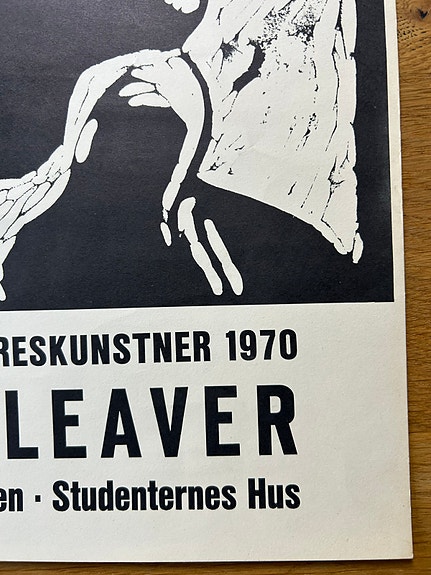 RESKUNSTNER 1970
LEAVER
en · Studenternes Hus